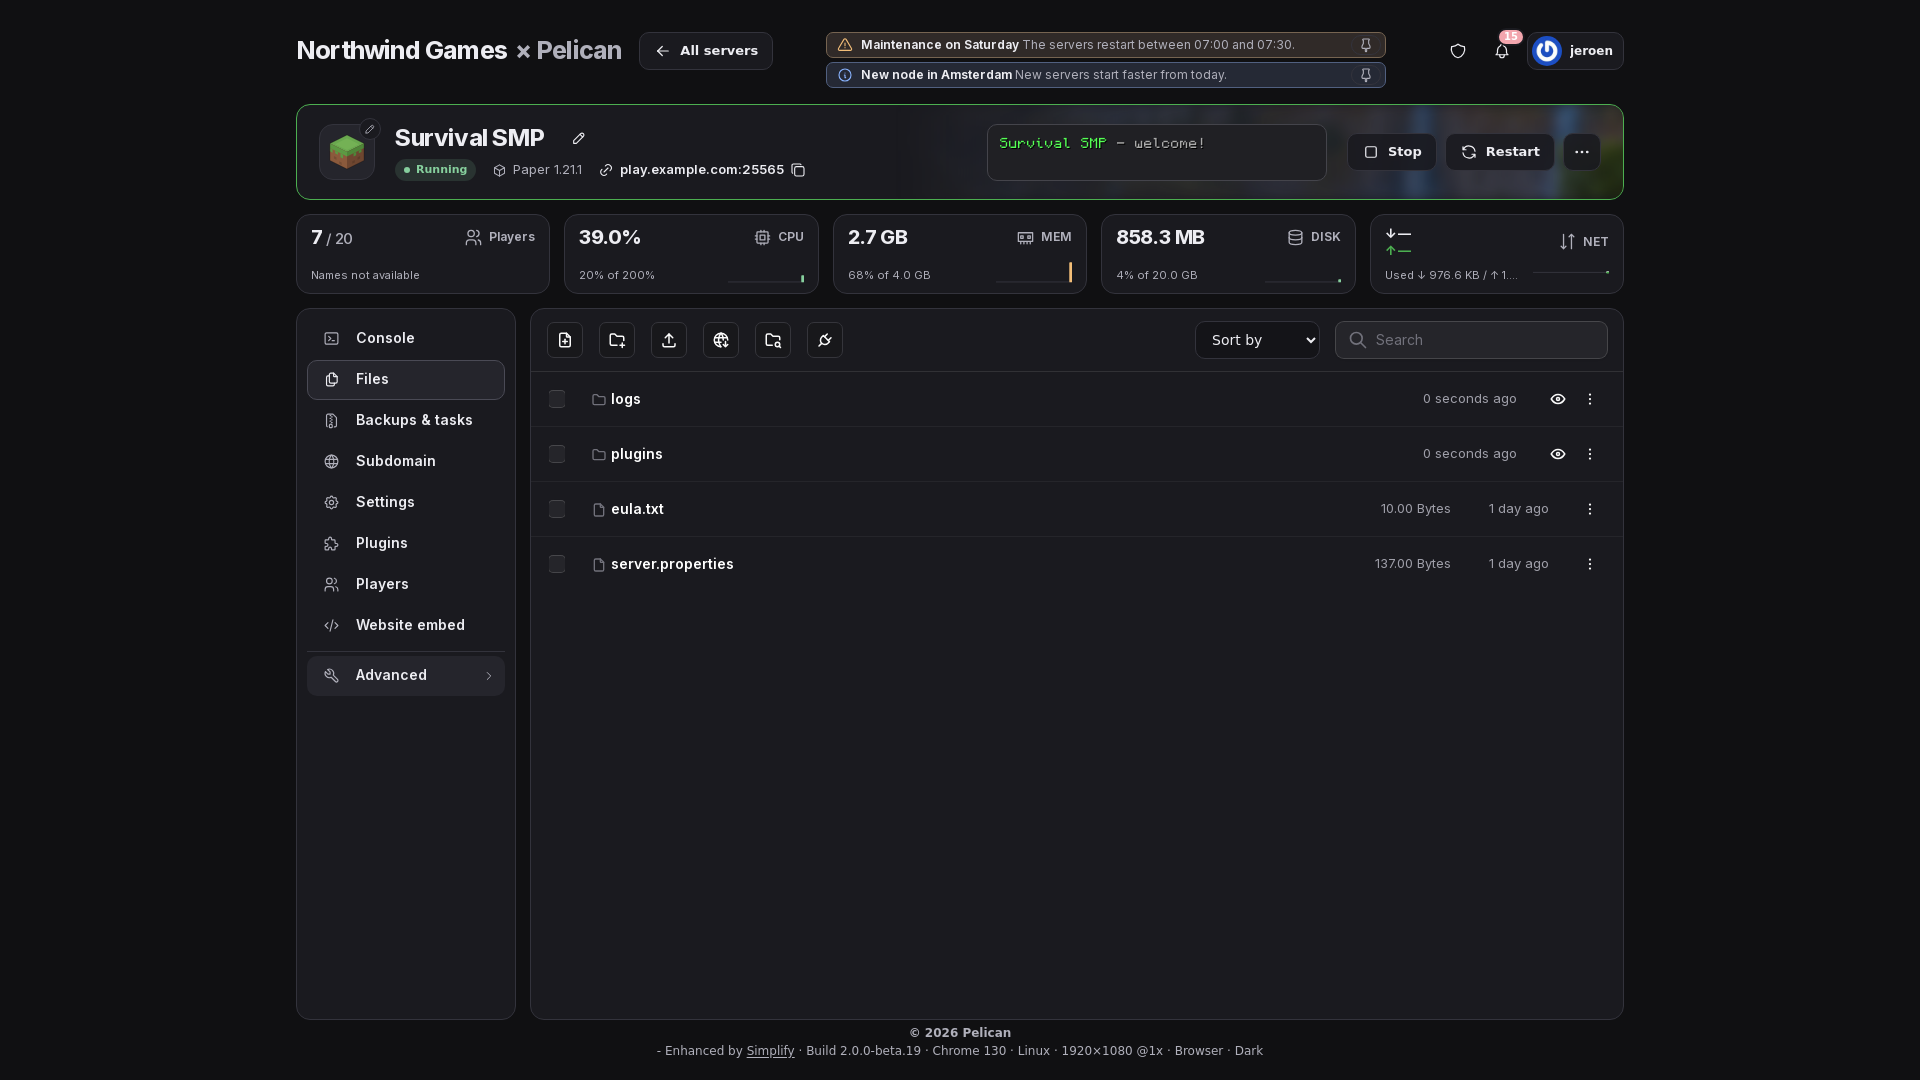 Northwind Games × Pelican
All servers
Maintenance on Saturday The servers restart between 07:00 and 07:30.
New node in Amsterdam New servers start faster from today.
15
jeroen
Survival SMP
Running
Paper 1.21.1
play.example.com:25565
Survival SMP – welcome!
Stop
Restart
7 / 20
Players
Names not available
39.0%
CPU
20% of 200%
2.7 GB
MEM
68% of 4.0 GB
858.3 MB
DISK
4% of 20.0 GB
↓—
↑—
NET
Used ↓ 976.6 KB / ↑ 1…
Console
Files
Backups & tasks
Subdomain
Settings
Plugins
Players
Website embed
Advanced
Sort by
Search
logs
0 seconds ago
plugins
0 seconds ago
eula.txt
10.00 Bytes
1 day ago
server.properties
137.00 Bytes
1 day ago
© 2026 Pelican
- Enhanced by Simplify · Build 2.0.0-beta.19 · Chrome 130 · Linux · 1920×1080 @1x · Browser · Dark